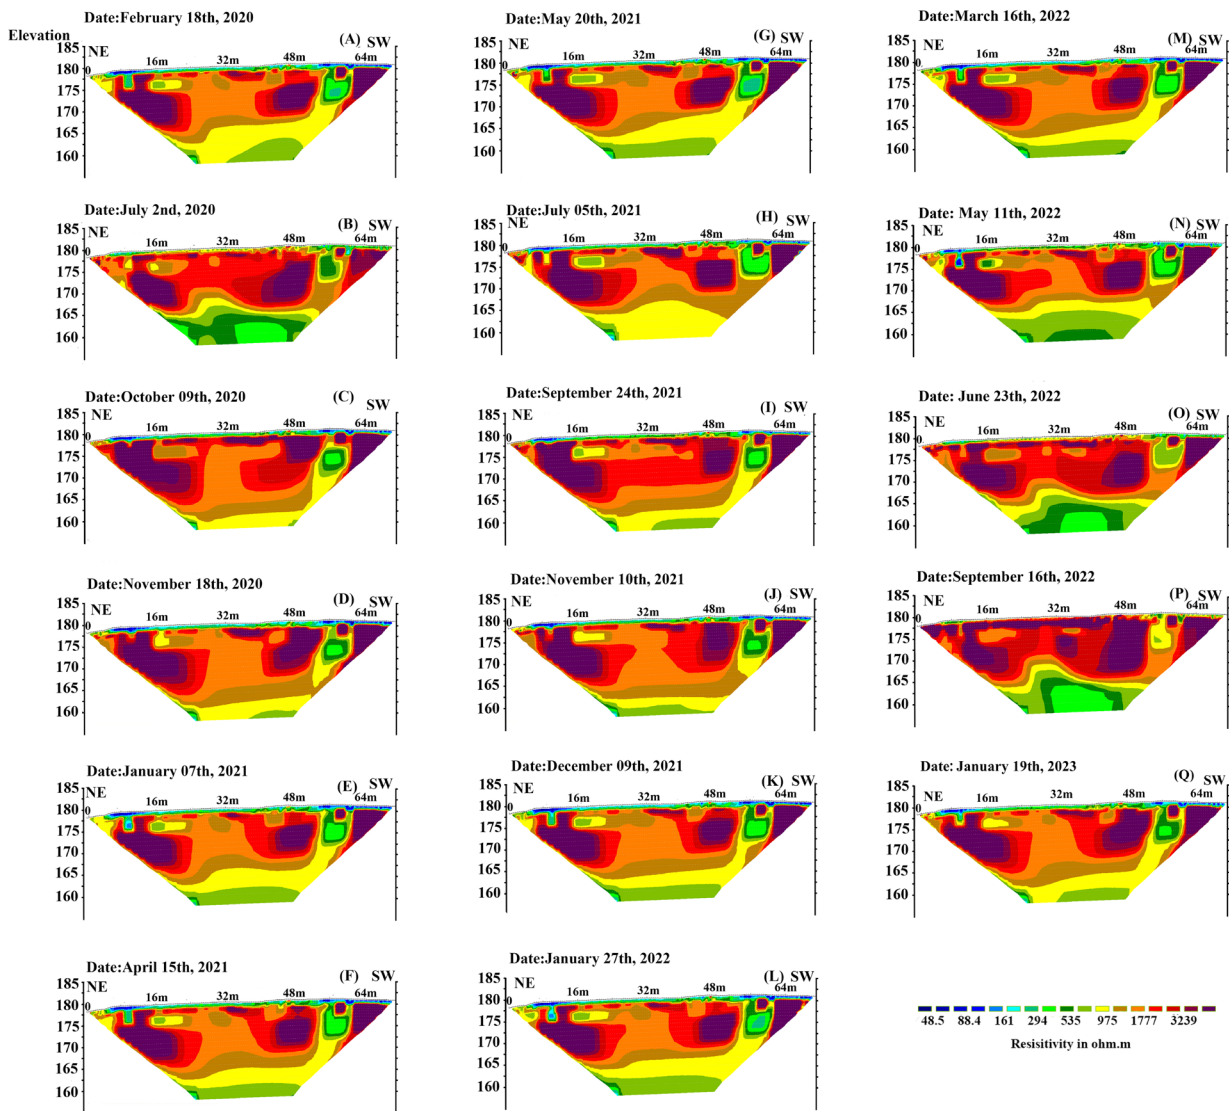 Date:February 18th, 2020
Elevation
185 NE 16m 32m 48m (A) SW 64m
180 0
175
170
165
160
Date:July 2nd, 2020
185 NE 16m 32m 48m (B) SW 64m
180 0
175
170
160
Date:October 09th, 2020
185 NE 16m 32m 48m (C) SW 64m
180 0
175
170
165
160
Date:November 18th, 2020
185 NE 16m 32m 48m (D) SW 64m
180 0
175
170
165
160
Date:January 07th, 2021
185 NE 16m 32m 48m (E) SW 64m
180 0
175
170
165
160
Date:April 15th, 2021
185 NE 16m 32m 48m (F) SW 64m
180 0
175
170
165
160
Date:May 20th, 2021
185 NE 16m 32m 48m (G) SW 64m
180 0
175
170
165
160
Date:July 05th, 2021
185 NE 16m 32m 48m (H) SW 64m
180 0
175
170
160
Date:September 24th, 2021
185 NE 16m 32m 48m (I) SW 64m
180 0
175
170
165
160
Date:November 10th, 2021
185 NE 16m 32m 48m (J) SW 64m
180 0
175
170
165
160
Date:December 09th, 2021
185 NE 16m 32m 48m (K) SW 64m
180 0
175
170
165
160
Date:January 27th, 2022
185 NE 16m 32m 48m (L) SW 64m
180 0
175
170
165
160
Date:March 16th, 2022
185 NE 16m 32m 48m (M) SW 64m
180 0
175
170
165
160
Date: May 11th, 2022
185 NE 16m 32m 48m (N) SW 64m
180 0
175
170
160
Date: June 23th, 2022
185 NE 16m 32m 48m (O) SW 64m
180 0
175
170
165
160
Date:September 16th, 2022
185 NE 16m 32m 48m (P) SW 64m
180 0
175
170
165
160
Date: January 19th, 2023
185 NE 16m 32m 48m (Q) SW 64m
180 0
175
170
165
160
48.5 88.4 161 294 535 975 1777 3239
Resisitivity in ohm.m